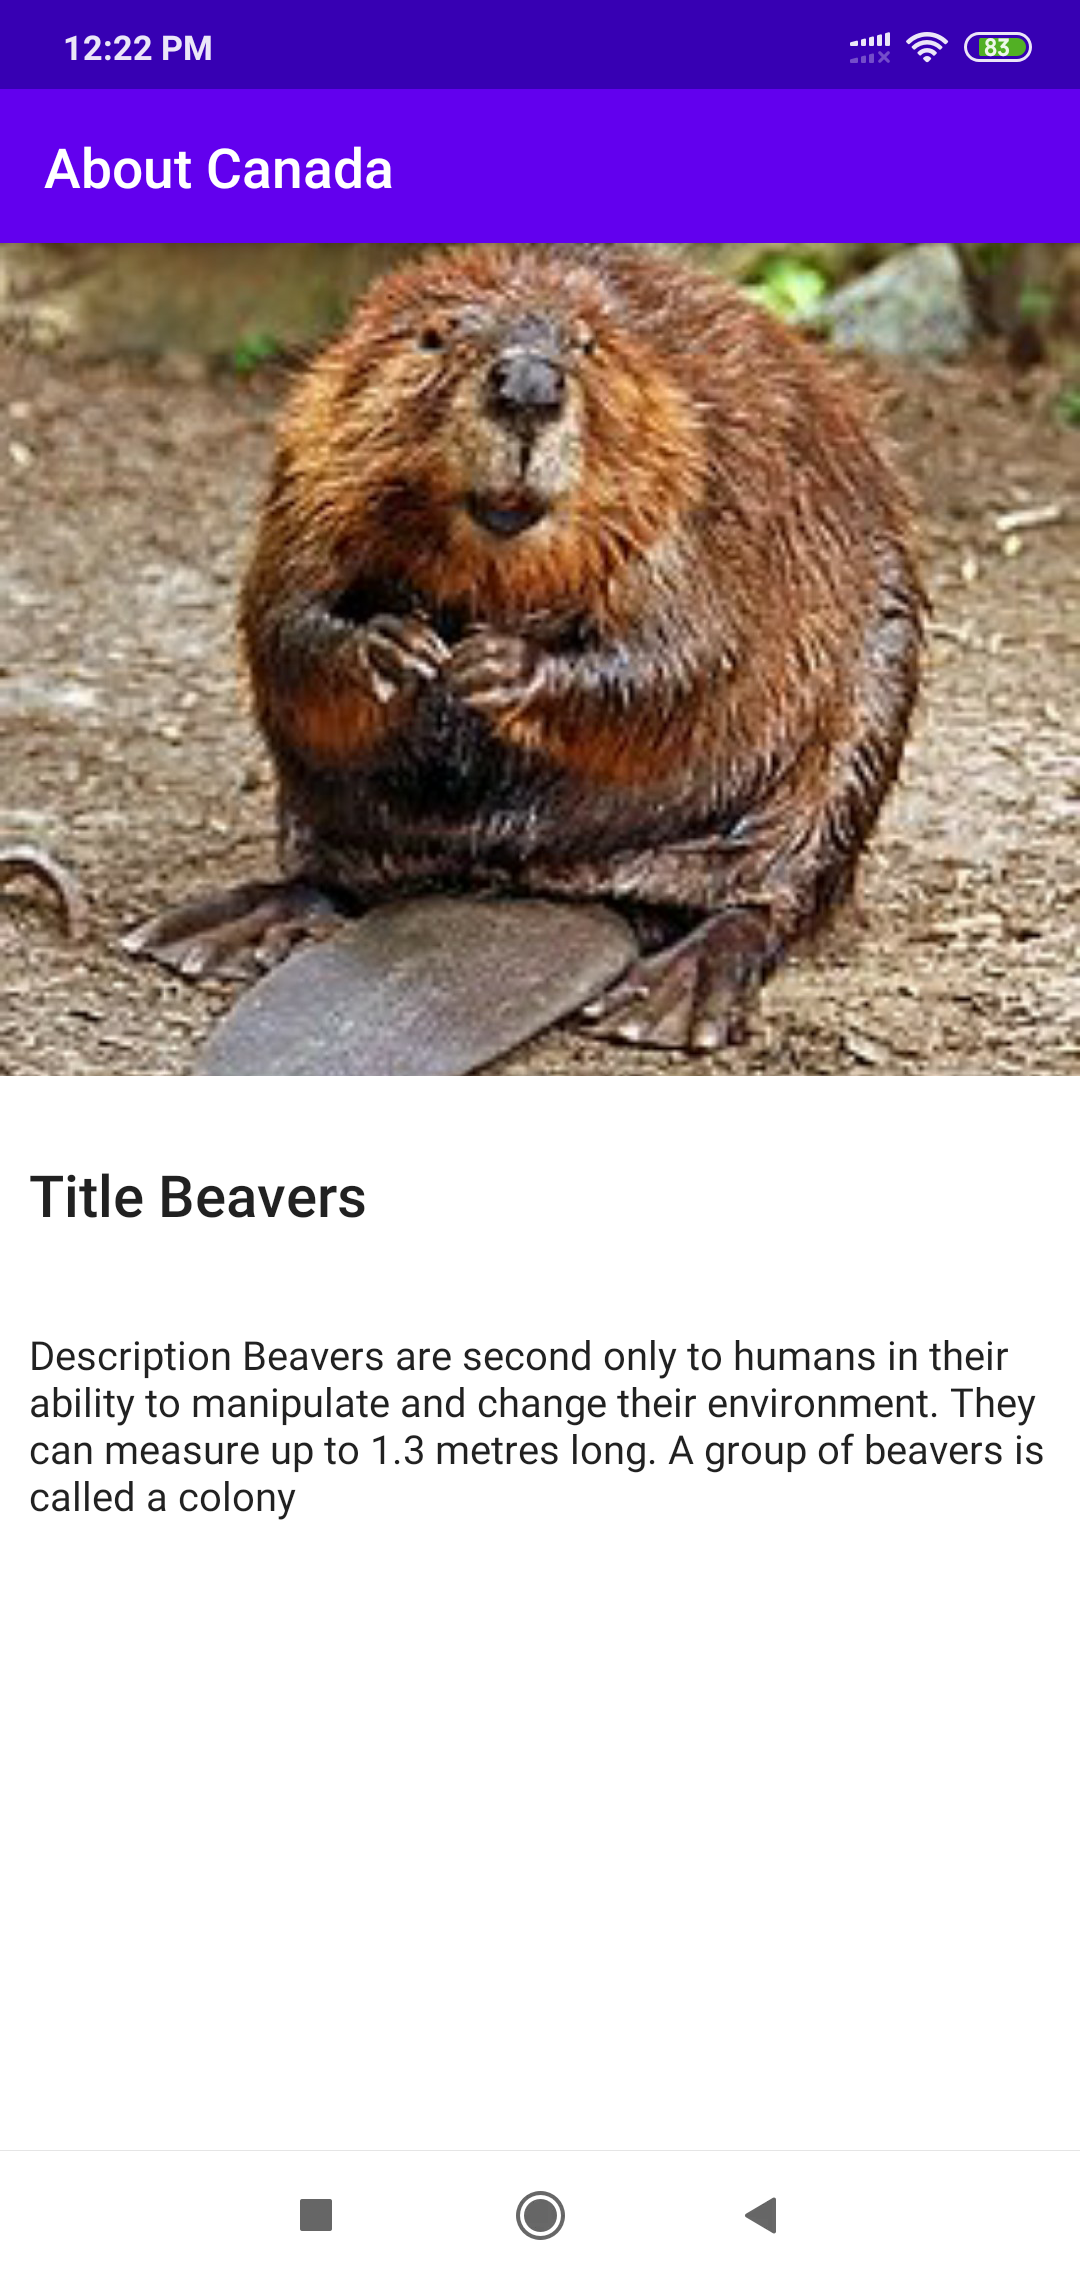 12:22 PM
83
About Canada
Title Beavers
Description Beavers are second only to humans in their
ability to manipulate and change their environment. They
can measure up to 1.3 metres long. A group of beavers is
called a colony